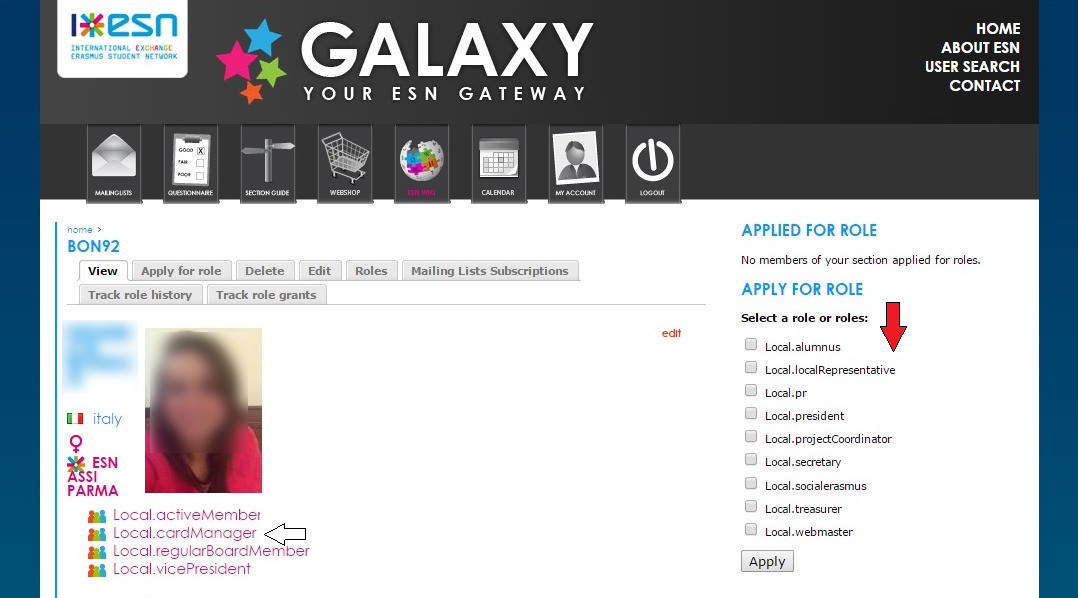 esn
INTERNATIONAL EXCHANGE
ERASMUS STUDENT NETWORK
GALAXY
YOUR ESN GATEWAY
HOME
ABOUT ESN
USER SEARCH
CONTACT
MAILINGLISTS
GOOD X
FAIR
POOR
QUESTIONNAIRE
SECTION GUIDE
WEBSHOP
ESN WIKI
CALENDAR
MY ACCOUNT
LOGOUT
home >
BON92
View
Apply for role
Delete
Edit
Roles
Mailing Lists Subscriptions
Track role history
Track role grants
edit
italy
ESN
ASSI
PARMA
Local.activeMember
Local.cardManager
Local.regularBoardMember
Local.vicePresident
APPLIED FOR ROLE
No members of your section applied for roles.
APPLY FOR ROLE
Select a role or roles:
Local.alumnus
Local.localRepresentative
Local.pr
Local.president
Local.projectCoordinator
Local.secretary
Local.socialerasmus
Local.treasurer
Local.webmaster
Apply